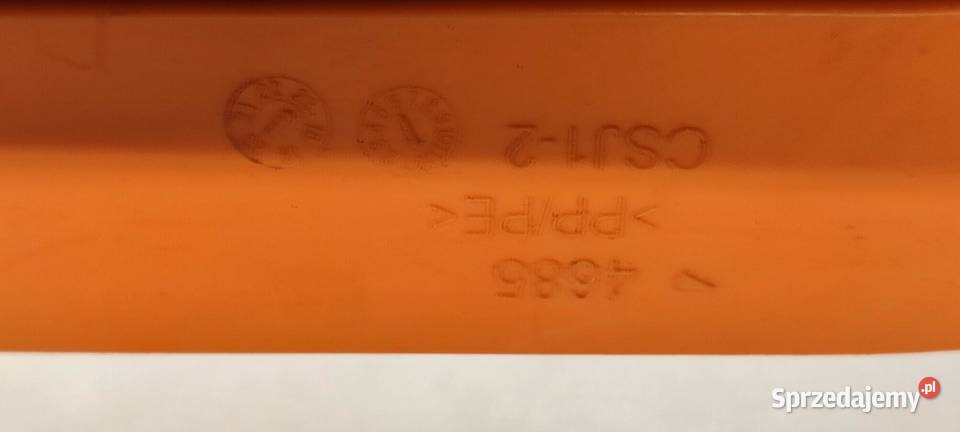 4685
>PP/PE<
CSJ1-2
Sprzedajemy.pl